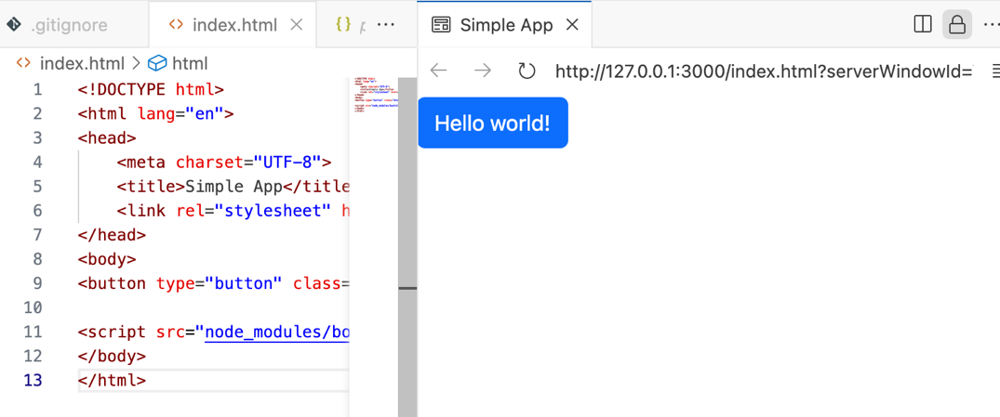 .gitignore
index.html
{} p ...
Simple App
index.html > html
http://127.0.0.1:3000/index.html?serverWindowId=
1 <!DOCTYPE html>
2 <html lang="en">
3 <head>
4 <meta charset="UTF-8">
5 <title>Simple App</title
6 <link rel="stylesheet" h
7 </head>
8 <body>
9 <button type="button" class=
10
11 <script src="node_modules/bo
12 </body>
13 </html>
Hello world!